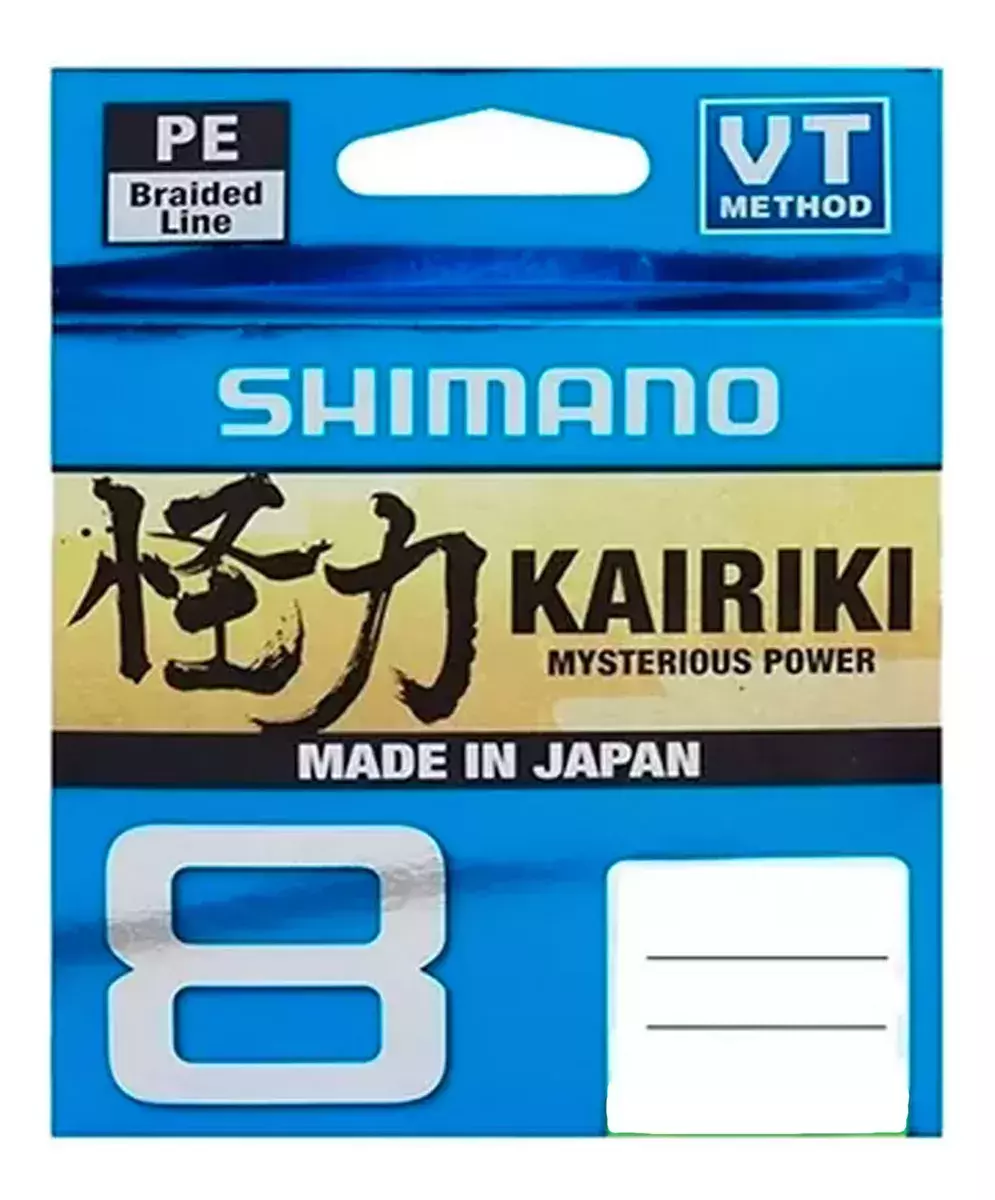 PE
Braided
Line
VT
METHOD
SHIMANO
怪力
KAIRIKI
MYSTERIOUS POWER
MADE IN JAPAN
8